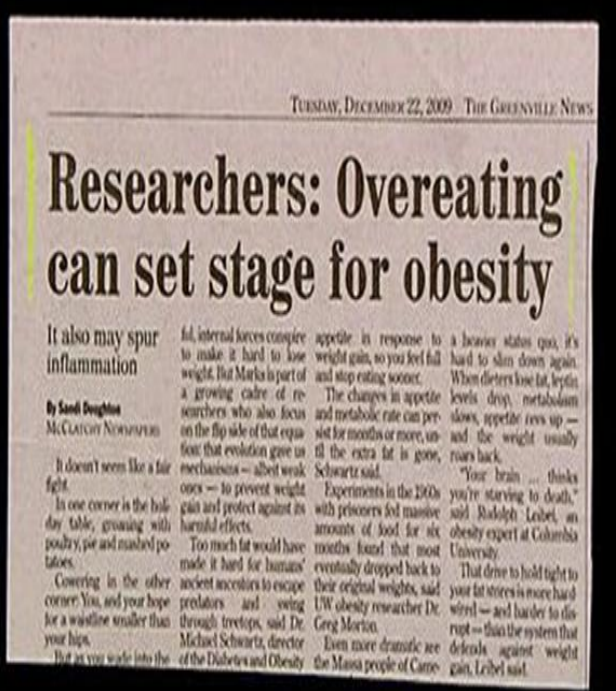 TUESDAY, DECEMBER 22, 2009 THE GREENVILLE NEWS
Researchers: Overeating
can set stage for obesity
It also may spur
inflammation
By Sandi Doughton
MCCLATCHY NEWSPAPERS
It doesn't seem like a fair
fight.
In one corner is the holi-
day table, groaning with
poultry, pie and mashed po-
tatoes.
Cowering in the other
corner: You, and your hope
for a waistline smaller than
your hips.
But as you wade into the
ful, internal forces conspire
to make it hard to lose
weight. But Marks is part of
a growing cadre of re-
searchers who also focus
on the flip side of that equa-
tion: that evolution gave us
mechanisms — albeit weak
ones — to prevent weight
gain and protect against its
harmful effects.
Too much fat would have
made it hard for humans'
ancient ancestors to escape
predators and swing
through treetops, said Dr.
Michael Schwartz, director
of the Diabetes and Obesity
appetite in response to
weight gain, so you feel full
and stop eating sooner.
The changes in appetite
and metabolic rate can per-
sist for months or more, un-
til the extra fat is gone,
Schwartz said.
Experiments in the 1960s
with prisoners fed massive
amounts of food for six
months found that most
eventually dropped back to
their original weights, said
UW obesity researcher Dr.
Greg Morton.
Even more dramatic are
the Massa people of Came-
a heavier status quo, it's
hard to slim down again.
When dieters lose fat, leptin
levels drop, metabolism
slows, appetite revs up —
and the weight usually
roars back.
"Your brain ... thinks
you're starving to death,"
said Rudolph Leibel, an
obesity expert at Columbia
University.
That drive to hold tight to
your fat stores is more hard
wired — and harder to dis-
rupt — than the system that
defends against weight
gain, Leibel said.